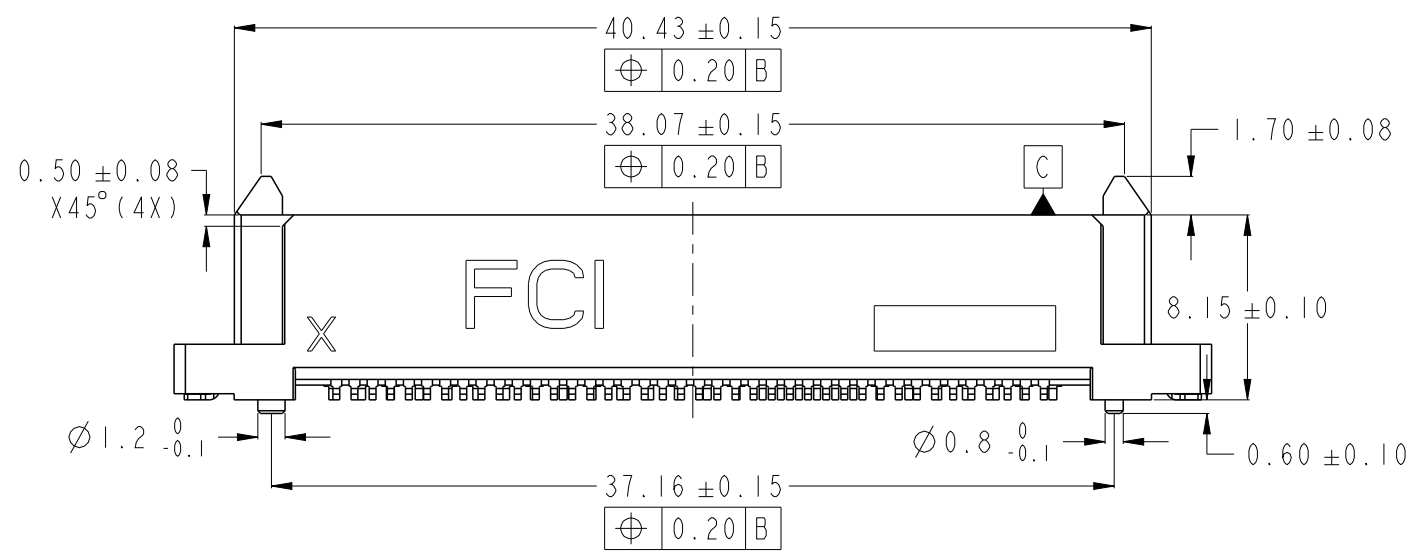 40.43 ±0.15
⌖ 0.20 B
38.07 ±0.15
⌖ 0.20 B
C
1.70 ±0.08
0.50 ±0.08
X45° (4X)
FCI
X
8.15 ±0.10
Ø1.2 0 -0.1
Ø0.8 0 -0.1
0.60 ±0.10
37.16 ±0.15
⌖ 0.20 B